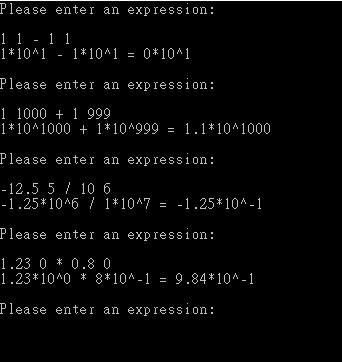 Please enter an expression:
1 1 - 1 1
1*10^1 - 1*10^1 = 0*10^1
Please enter an expression:
1 1000 + 1 999
1*10^1000 + 1*10^999 = 1.1*10^1000
Please enter an expression:
-12.5 5 / 10 6
-1.25*10^6 / 1*10^7 = -1.25*10^-1
Please enter an expression:
1.23 0 * 0.8 0
1.23*10^0 * 8*10^-1 = 9.84*10^-1
Please enter an expression: